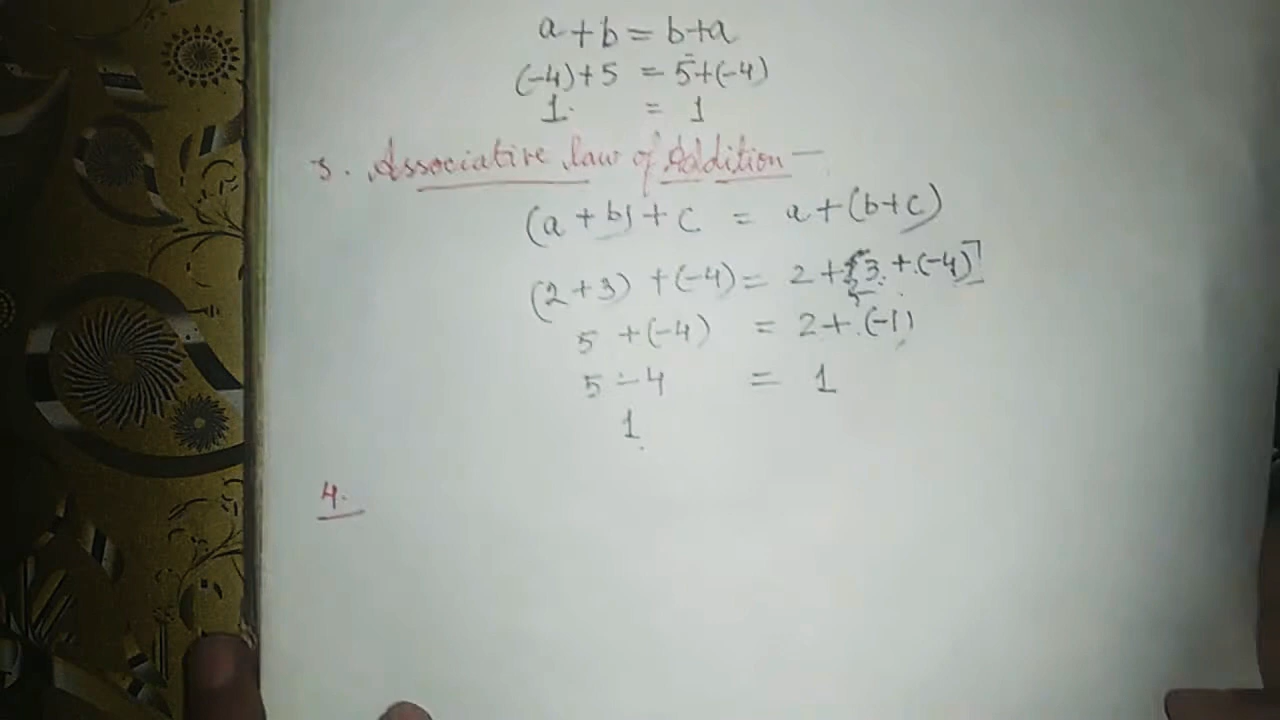 a + b = b+a
(-4)+5 = 5+(-4)
1. = 1
3. Associative law of Addition —
(a + b) + c = a + (b+c)
(2 + 3) + (-4) = 2 + [3 + (-4)]
5 + (-4) = 2 + (-1)
5 - 4 = 1
1
4.